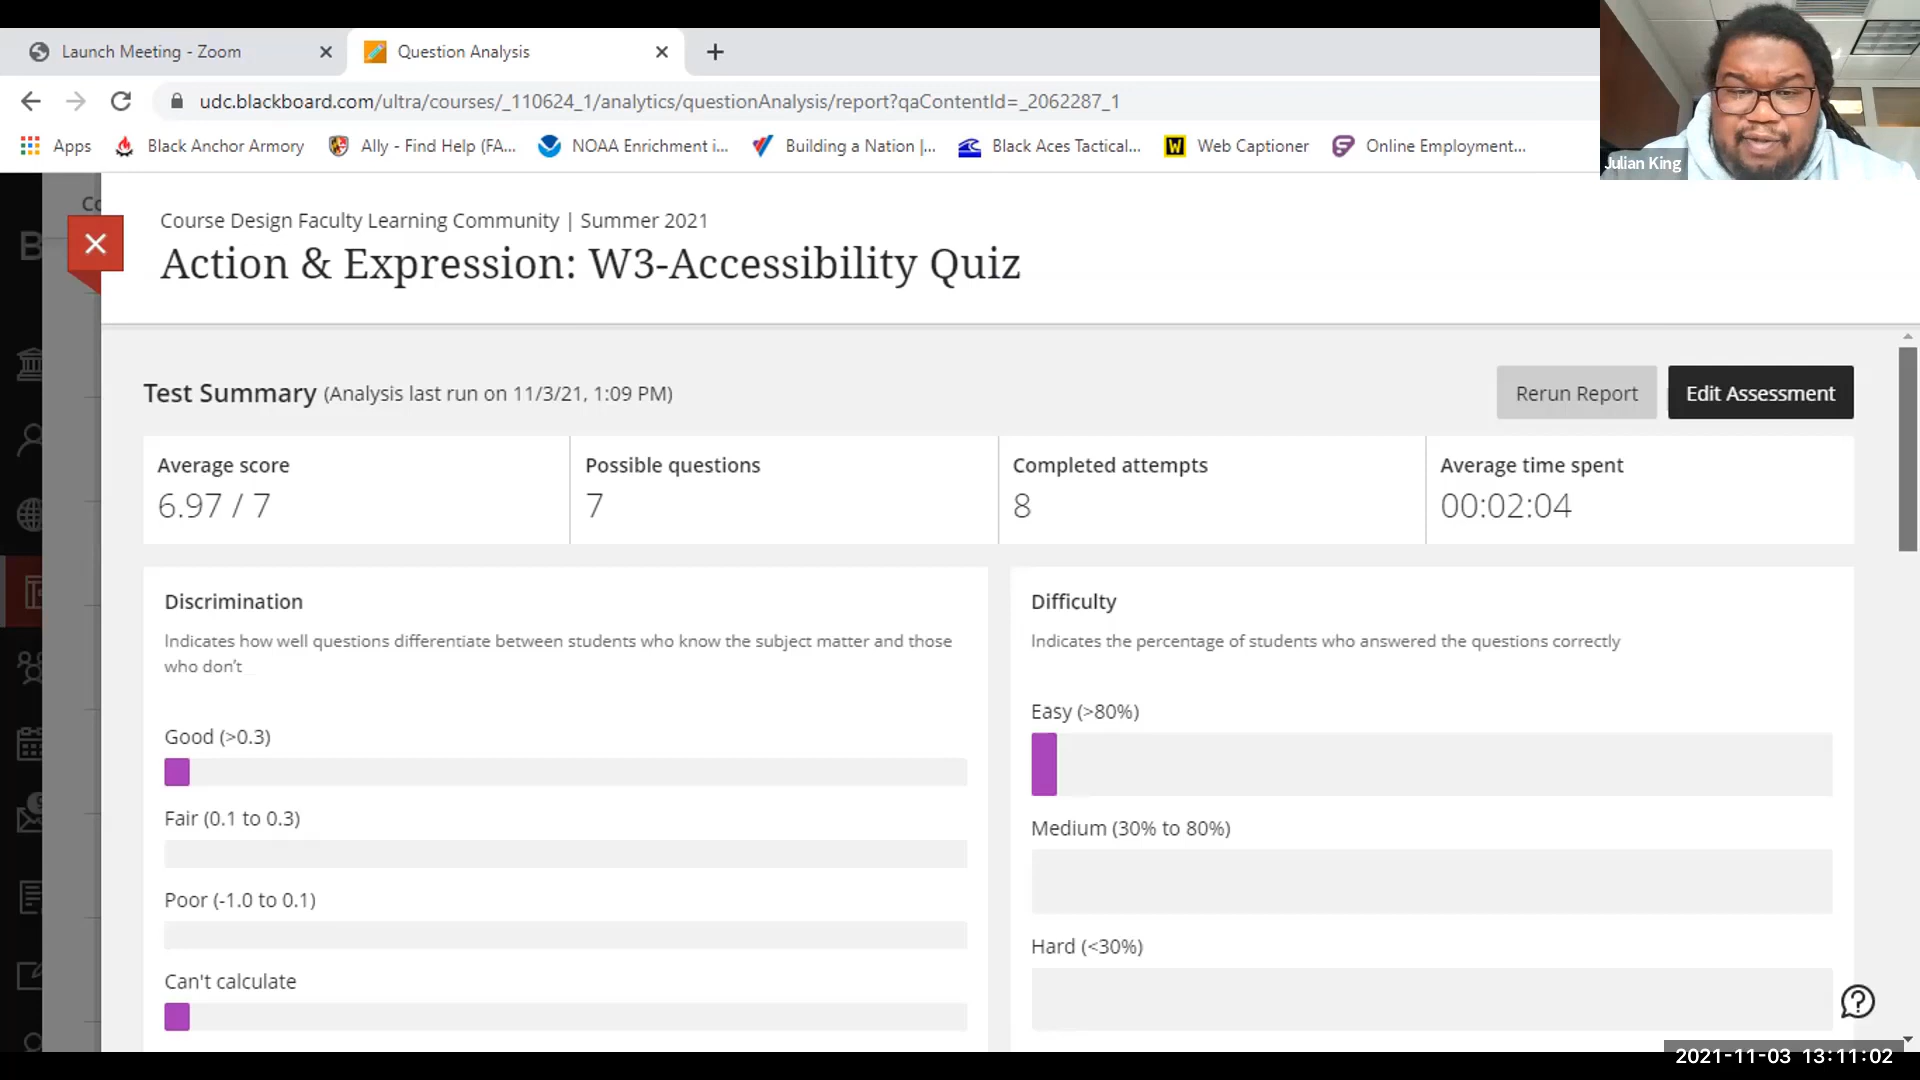 Launch Meeting - Zoom
Question Analysis
udc.blackboard.com/ultra/courses/_110624_1/analytics/questionAnalysis/report?qaContentId=_2062287_1
Apps
Black Anchor Armory
Ally - Find Help (FA...
NOAA Enrichment i...
Building a Nation |...
Black Aces Tactical...
W
Web Captioner
Online Employment...
Julian King
Co
B
Course Design Faculty Learning Community | Summer 2021
Action & Expression: W3-Accessibility Quiz
Test Summary (Analysis last run on 11/3/21, 1:09 PM)
Rerun Report
Edit Assessment
Average score
6.97 / 7
Possible questions
7
Completed attempts
8
Average time spent
00:02:04
Discrimination
Indicates how well questions differentiate between students who know the subject matter and those
who don't
Good (>0.3)
Fair (0.1 to 0.3)
Poor (-1.0 to 0.1)
Can't calculate
Difficulty
Indicates the percentage of students who answered the questions correctly
Easy (>80%)
Medium (30% to 80%)
Hard (<30%)
2021-11-03 13:11:02